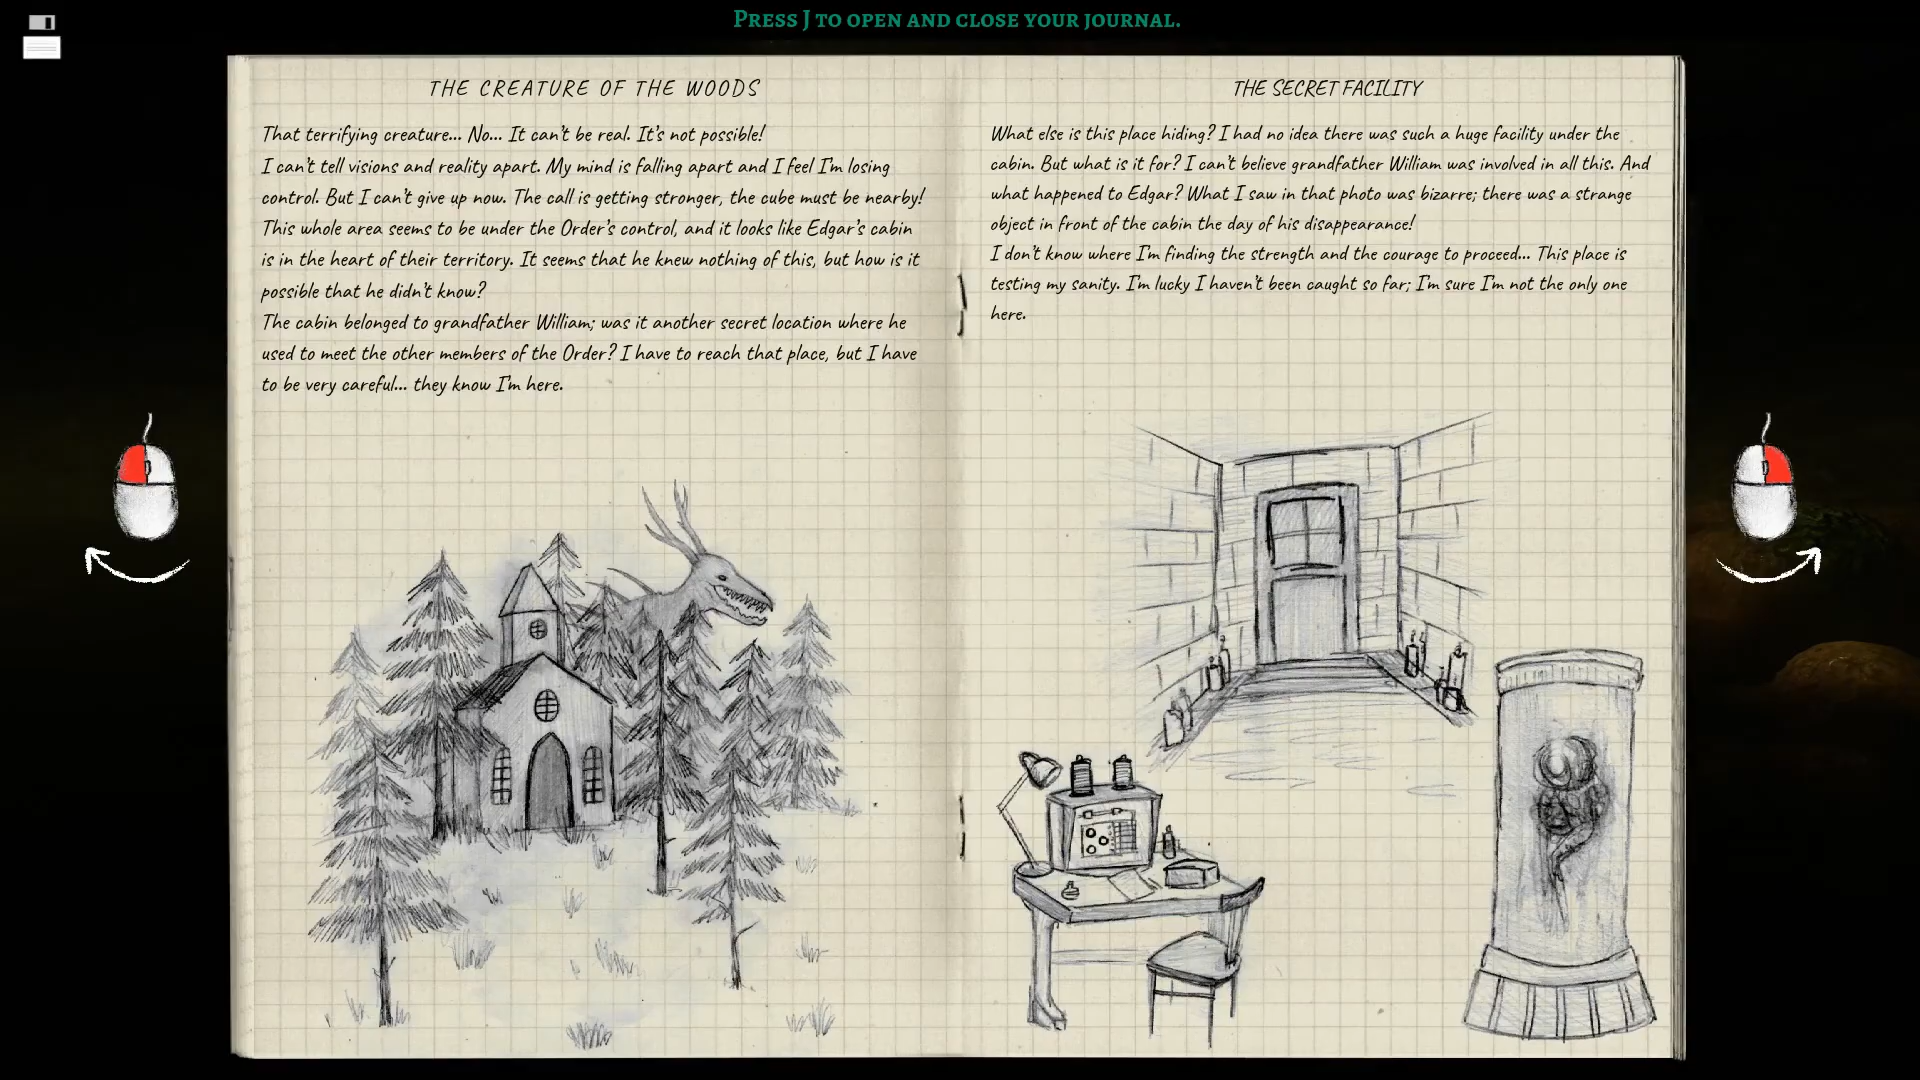 PRESS J TO OPEN AND CLOSE YOUR JOURNAL.
THE CREATURE OF THE WOODS
That terrifying creature... No... It can't be real. It's not possible!
I can't tell visions and reality apart. My mind is falling apart and I feel I'm losing
control. But I can't give up now. The call is getting stronger, the cube must be nearby!
This whole area seems to be under the Order's control, and it looks like Edgar's cabin
is in the heart of their territory. It seems that he knew nothing of this, but how is it
possible that he didn't know?
The cabin belonged to grandfather William; was it another secret location where he
used to meet the other members of the Order? I have to reach that place, but I have
to be very careful... they know I'm here.
THE SECRET FACILITY
What else is this place hiding? I had no idea there was such a huge facility under the
cabin. But what is it for? I can't believe grandfather William was involved in all this. And
what happened to Edgar? What I saw in that photo was bizarre; there was a strange
object in front of the cabin the day of his disappearance!
I don't know where I'm finding the strength and the courage to proceed... This place is
testing my sanity. I'm lucky I haven't been caught so far; I'm sure I'm not the only one
here.